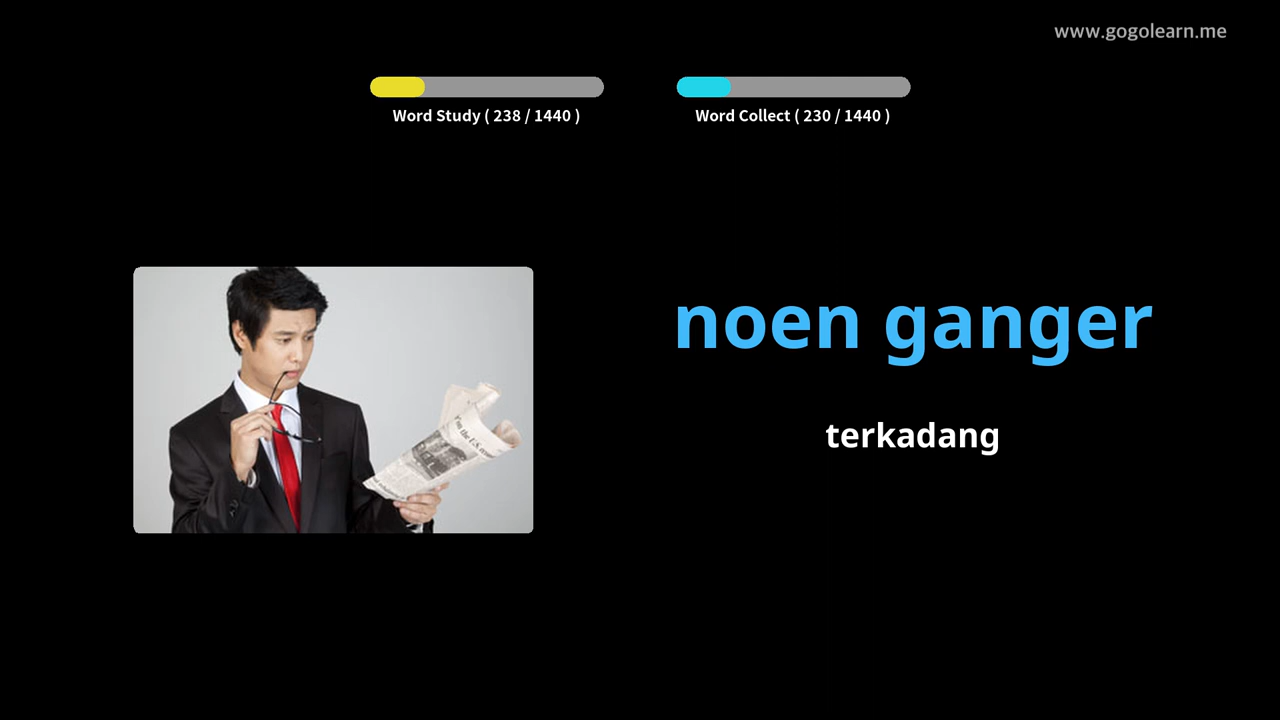 www.gogolearn.me
Word Study ( 238 / 1440 )
Word Collect ( 230 / 1440 )
noen ganger
terkadang